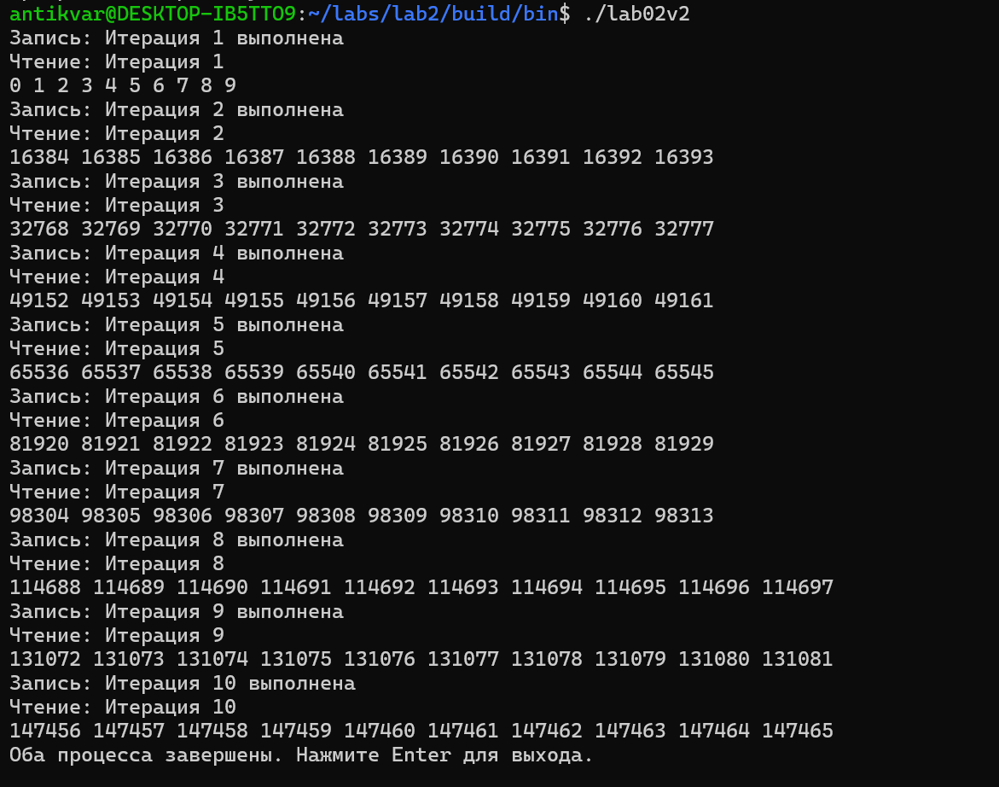 antikvar@DESKTOP-IB5TTO9:~/labs/lab2/build/bin$ ./lab02v2
Запись: Итерация 1 выполнена
Чтение: Итерация 1
0 1 2 3 4 5 6 7 8 9
Запись: Итерация 2 выполнена
Чтение: Итерация 2
16384 16385 16386 16387 16388 16389 16390 16391 16392 16393
Запись: Итерация 3 выполнена
Чтение: Итерация 3
32768 32769 32770 32771 32772 32773 32774 32775 32776 32777
Запись: Итерация 4 выполнена
Чтение: Итерация 4
49152 49153 49154 49155 49156 49157 49158 49159 49160 49161
Запись: Итерация 5 выполнена
Чтение: Итерация 5
65536 65537 65538 65539 65540 65541 65542 65543 65544 65545
Запись: Итерация 6 выполнена
Чтение: Итерация 6
81920 81921 81922 81923 81924 81925 81926 81927 81928 81929
Запись: Итерация 7 выполнена
Чтение: Итерация 7
98304 98305 98306 98307 98308 98309 98310 98311 98312 98313
Запись: Итерация 8 выполнена
Чтение: Итерация 8
114688 114689 114690 114691 114692 114693 114694 114695 114696 114697
Запись: Итерация 9 выполнена
Чтение: Итерация 9
131072 131073 131074 131075 131076 131077 131078 131079 131080 131081
Запись: Итерация 10 выполнена
Чтение: Итерация 10
147456 147457 147458 147459 147460 147461 147462 147463 147464 147465
Оба процесса завершены. Нажмите Enter для выхода.